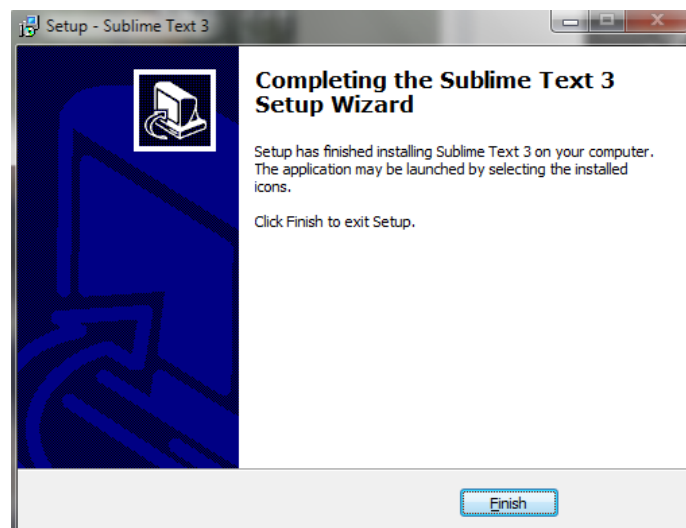 Setup - Sublime Text 3
Completing the Sublime Text 3
Setup Wizard
Setup has finished installing Sublime Text 3 on your computer.
The application may be launched by selecting the installed
icons.
Click Finish to exit Setup.
Finish